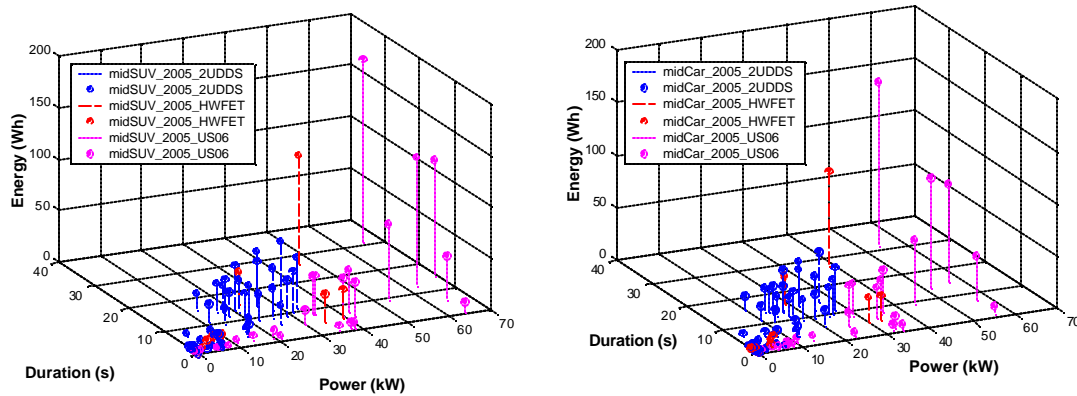 200
150
100
50
0
Energy (Wh)
midSUV_2005_2UDDS
midSUV_2005_2UDDS
midSUV_2005_HWFET
midSUV_2005_HWFET
midSUV_2005_US06
midSUV_2005_US06
40
30
20
10
0
Duration (s)
0
10
20
30
40
50
60
70
Power (kW)
200
150
100
50
0
Energy (Wh)
midCar_2005_2UDDS
midCar_2005_2UDDS
midCar_2005_HWFET
midCar_2005_HWFET
midCar_2005_US06
midCar_2005_US06
40
30
20
10
0
Duration (s)
0
10
20
30
40
50
60
70
Power (kW)